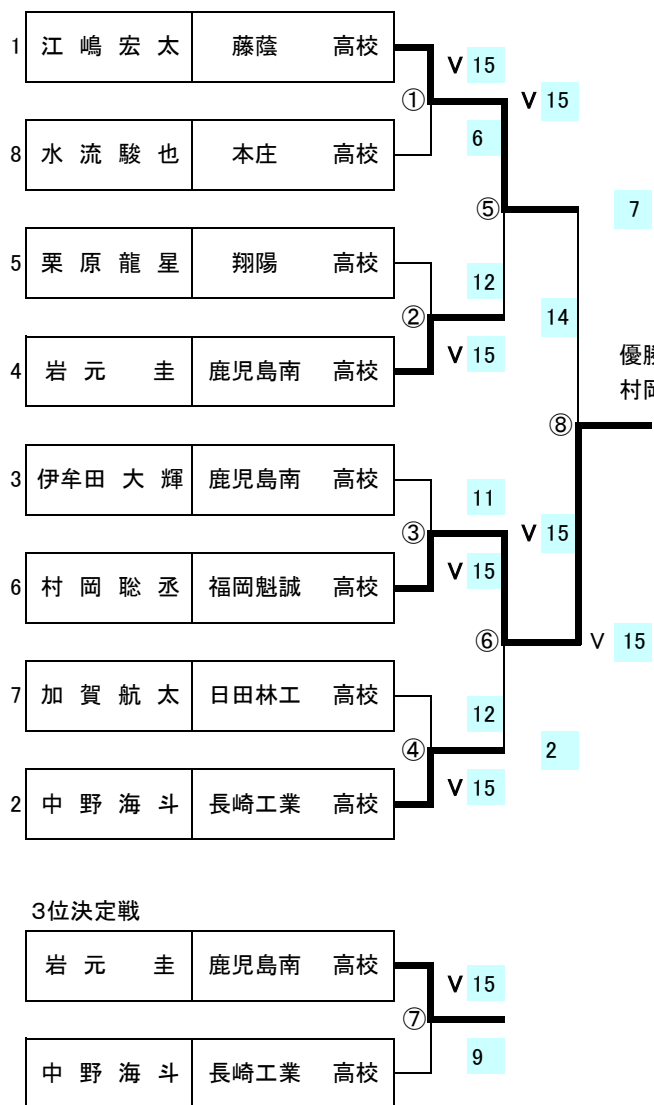 1 江嶋宏太 藤蔭 高校
V 15
① V 15
6
8 水流駿也 本庄 高校
⑤ 7
5 栗原龍星 翔陽 高校
12
② 14
V 15
4 岩元 圭 鹿児島南 高校
優勝
村岡
⑧
3 伊牟田 大輝 鹿児島南 高校
11
③ V 15
V 15
6 村岡聡丞 福岡魁誠 高校
⑥ V 15
7 加賀航太 日田林工 高校
12
④ 2
V 15
2 中野海斗 長崎工業 高校
3位決定戦
岩元 圭 鹿児島南 高校
V 15
⑦
9
中野海斗 長崎工業 高校